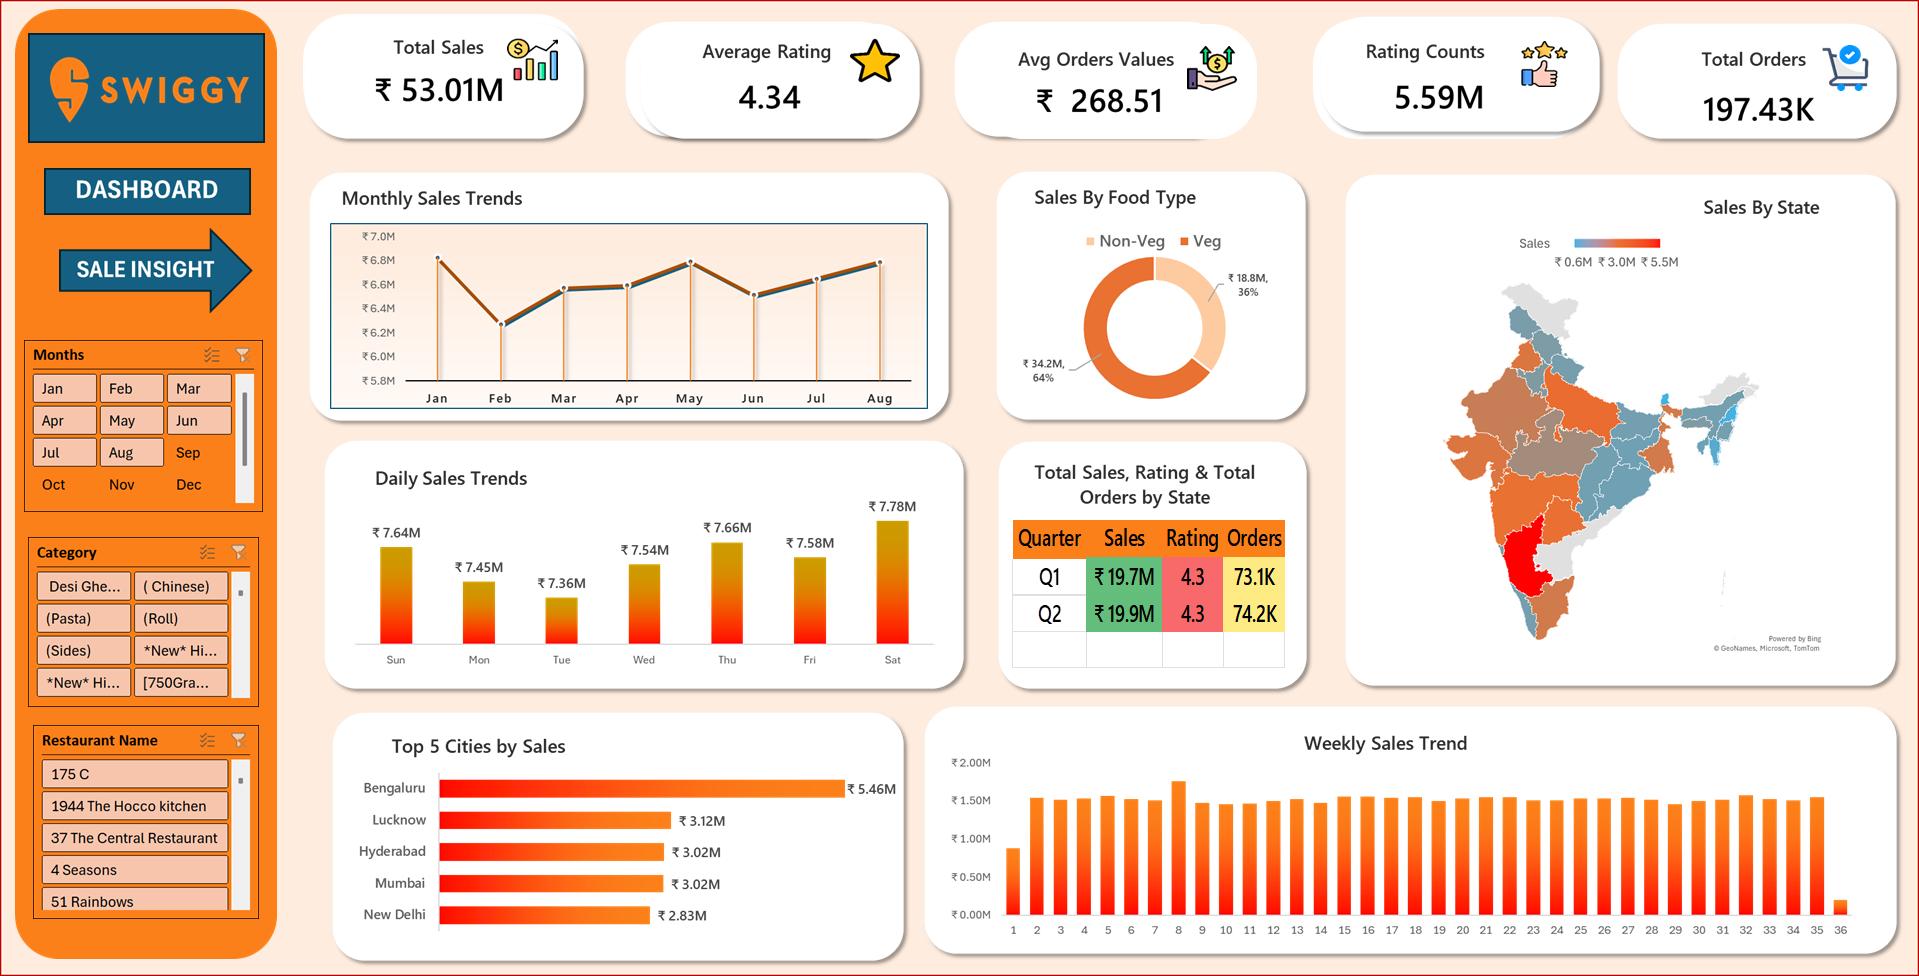 SWIGGY
DASHBOARD
SALE INSIGHT
Months
Jan Feb Mar
Apr May Jun
Jul Aug Sep
Oct Nov Dec
Category
Desi Ghe... ( Chinese)
(Pasta) (Roll)
(Sides) *New* Hi...
*New* Hi... [750Gra...
Restaurant Name
175 C
1944 The Hocco kitchen
37 The Central Restaurant
4 Seasons
51 Rainbows
Total Sales
₹ 53.01M
Average Rating
4.34
Avg Orders Values
₹ 268.51
Rating Counts
5.59M
Total Orders
197.43K
Monthly Sales Trends
₹ 7.0M
₹ 6.8M
₹ 6.6M
₹ 6.4M
₹ 6.2M
₹ 6.0M
₹ 5.8M
Jan Feb Mar Apr May Jun Jul Aug
Sales By Food Type
Non-Veg Veg
₹ 18.8M,
36%
₹ 34.2M,
64%
Sales By State
Sales
₹ 0.6M ₹ 3.0M ₹ 5.5M
Powered by Bing
© GeoNames, Microsoft, TomTom
Daily Sales Trends
₹ 7.64M ₹ 7.45M ₹ 7.36M ₹ 7.54M ₹ 7.66M ₹ 7.58M ₹ 7.78M
Sun Mon Tue Wed Thu Fri Sat
Total Sales, Rating & Total
Orders by State
Quarter Sales Rating Orders
Q1 ₹ 19.7M 4.3 73.1K
Q2 ₹ 19.9M 4.3 74.2K
Top 5 Cities by Sales
Bengaluru ₹ 5.46M
Lucknow ₹ 3.12M
Hyderabad ₹ 3.02M
Mumbai ₹ 3.02M
New Delhi ₹ 2.83M
Weekly Sales Trend
₹ 2.00M
₹ 1.50M
₹ 1.00M
₹ 0.50M
₹ 0.00M
1 2 3 4 5 6 7 8 9 10 11 12 13 14 15 16 17 18 19 20 21 22 23 24 25 26 27 28 29 30 31 32 33 34 35 36